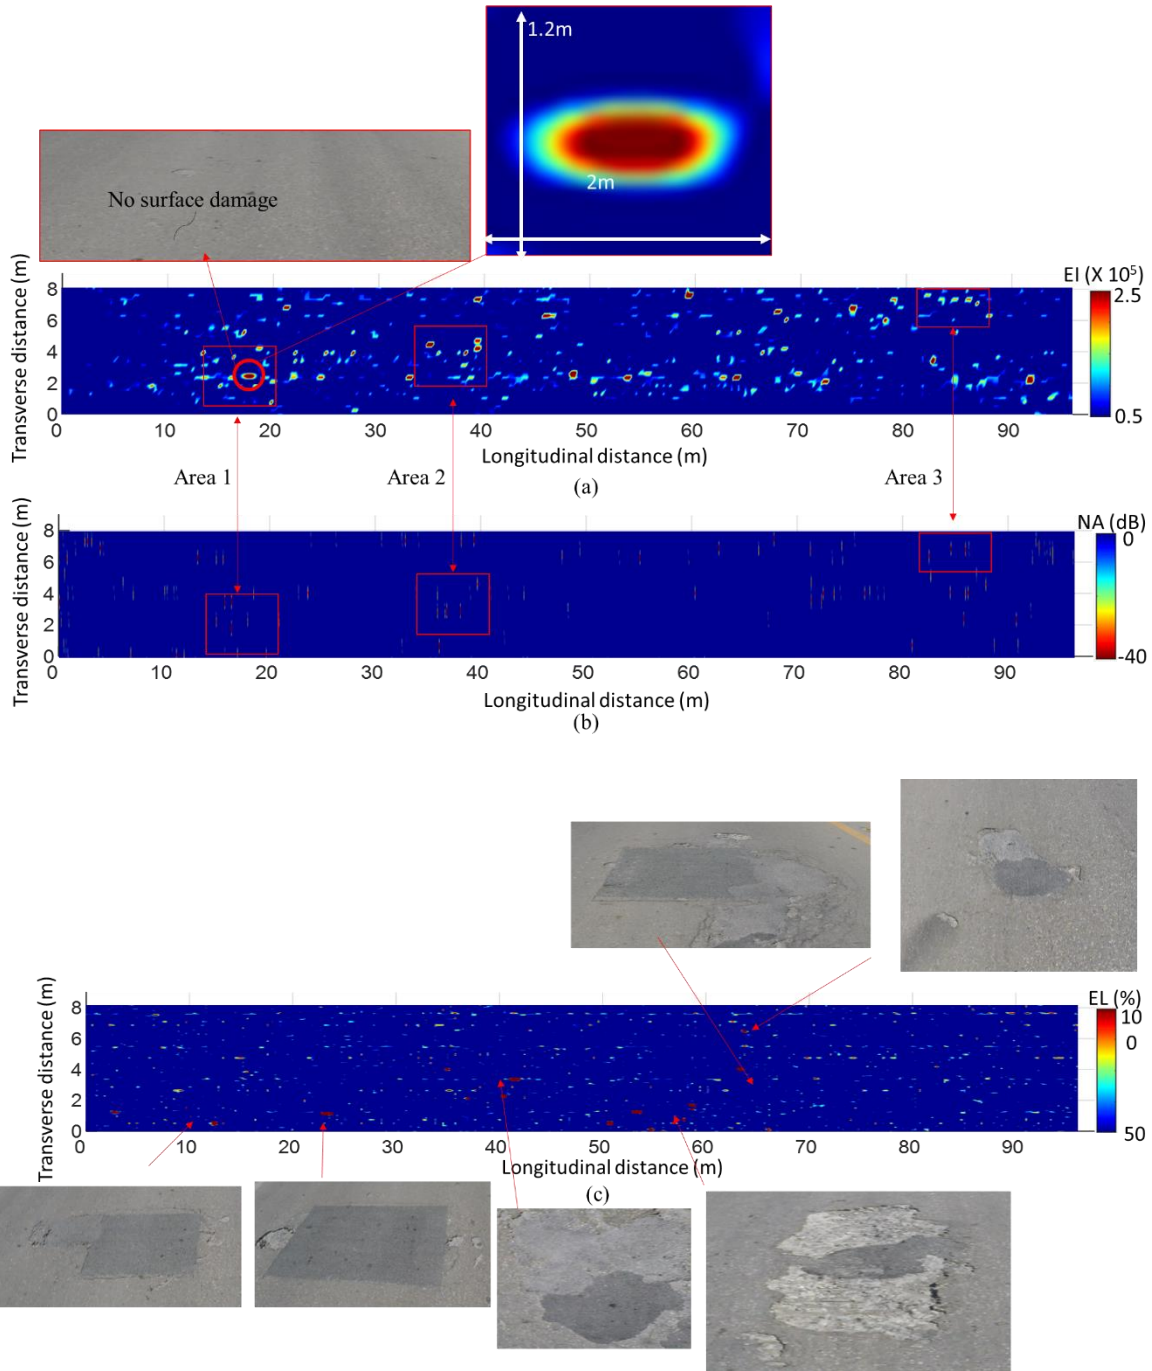 1.2m
2m
No surface damage
EI (X 10⁵
2.5
0.5
Transverse distance (m)
8
6
4
2
0
0 10 20 30 40 50 60 70 80 90
Longitudinal distance (m)
(a)
Area 1
Area 2
Area 3
NA (dB)
0
-40
Transverse distance (m)
8
6
4
2
0
0 10 20 30 40 50 60 70 80 90
Longitudinal distance (m)
(b)
EL (%)
10
0
50
Transverse distance (m)
8
6
4
2
0
0 10 20 30 40 50 60 70 80 90
Longitudinal distance (m)
(c)